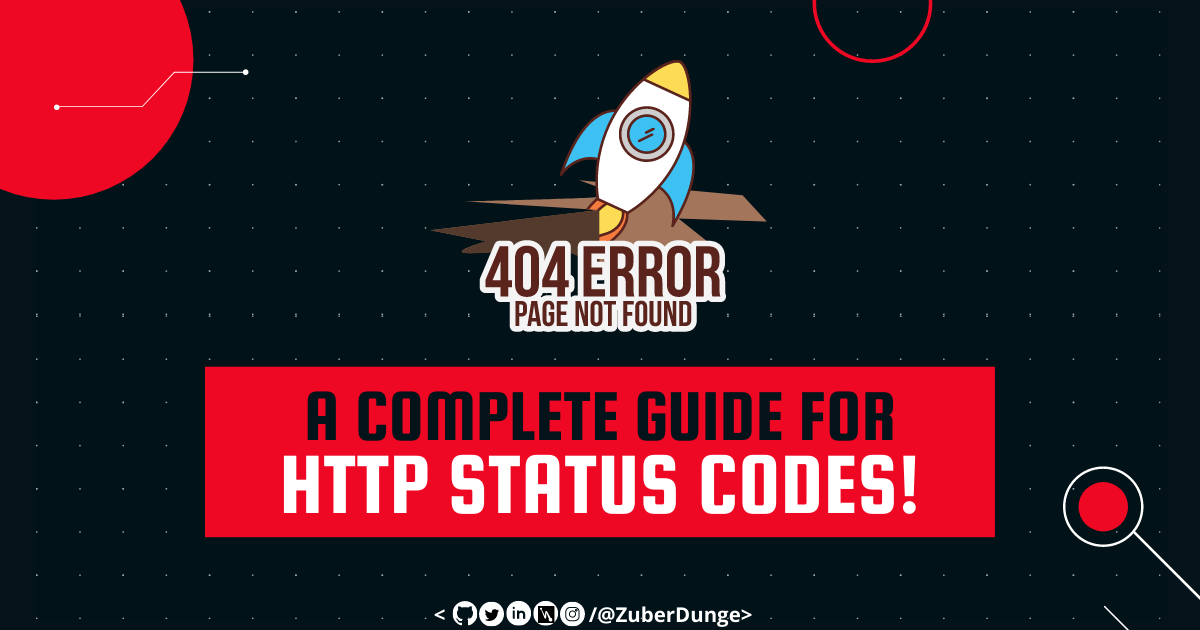 404 ERROR
PAGE NOT FOUND
A COMPLETE GUIDE FOR
HTTP STATUS CODES!
< /@ZuberDunge>